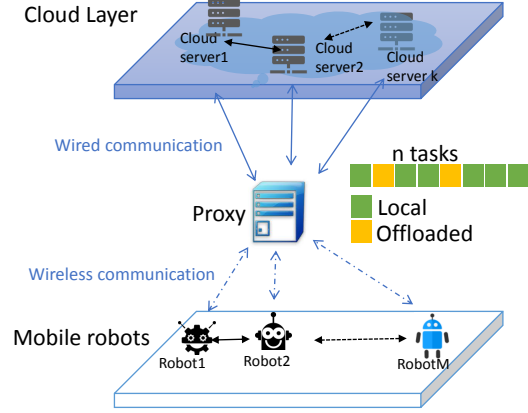 Cloud Layer
Cloud
server1
Cloud
server2
Cloud
server k
Wired communication
n tasks
Proxy
Local
Offloaded
Wireless communication
Mobile robots
Robot1
Robot2
RobotM